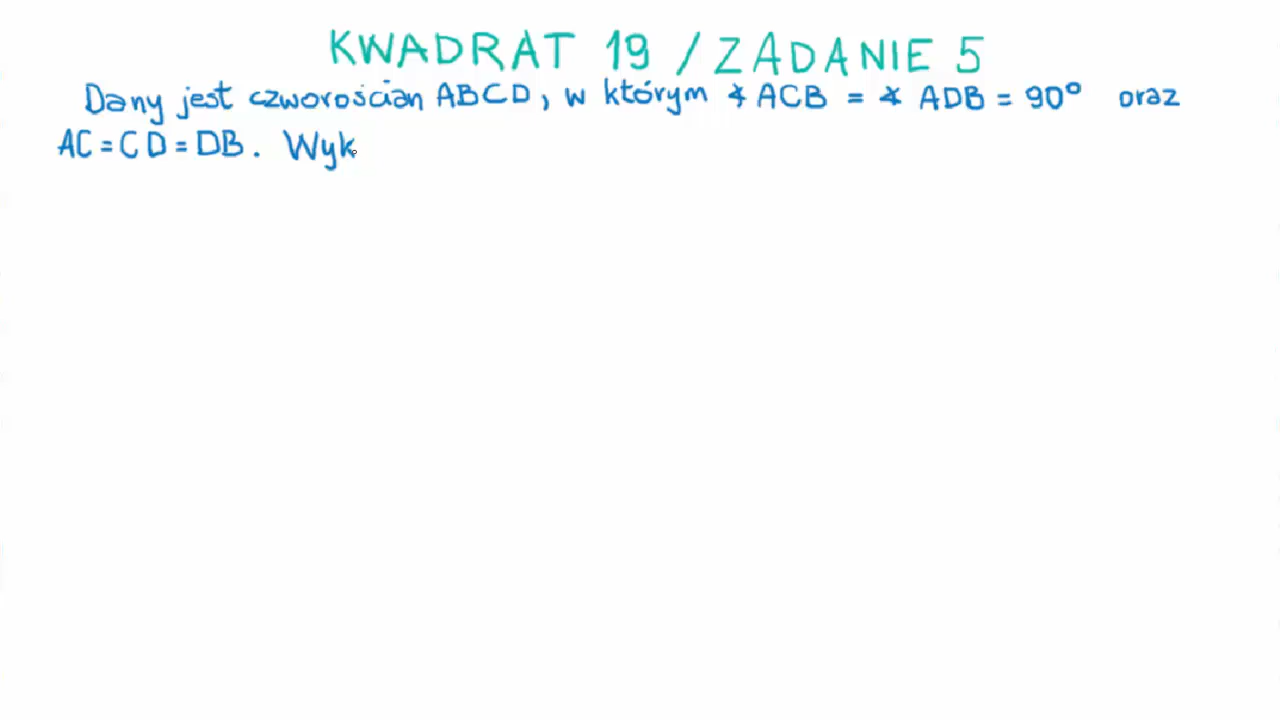 KWADRAT 19 / ZADANIE 5
Dany jest czworościan ABCD, w którym ∢ ACB = ∢ ADB = 90° oraz
AC = CD = DB. Wyk